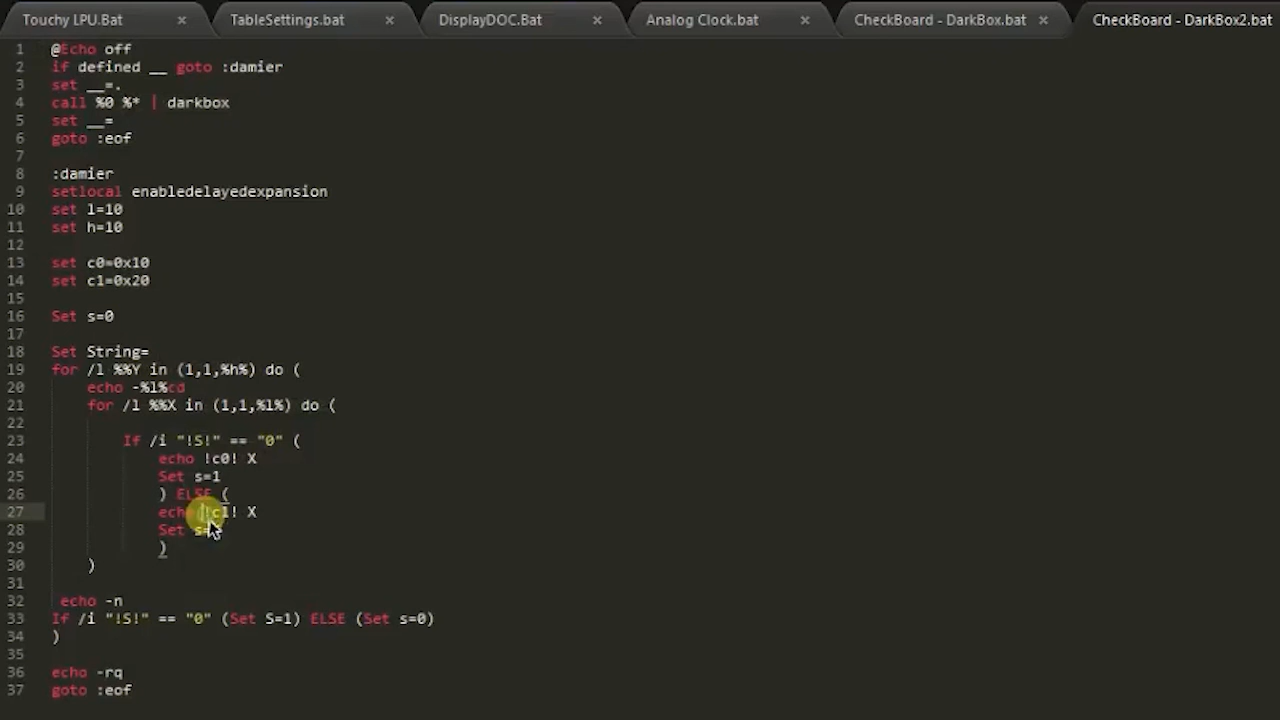 Touchy LPU.Bat × TableSettings.bat × DisplayDOC.Bat × Analog Clock.bat × CheckBoard - DarkBox.bat × CheckBoard - DarkBox2.bat
1 @Echo off
2 if defined __ goto :damier
3 set __=.
4 call %0 %* | darkbox
5 set __=
6 goto :eof
7
8 :damier
9 setlocal enabledelayedexpansion
10 set l=10
11 set h=10
12
13 set c0=0x10
14 set c1=0x20
15
16 Set s=0
17
18 Set String=
19 for /l %%Y in (1,1,%h%) do (
20 echo -%l%cd
21 for /l %%X in (1,1,%l%) do (
22
23 If /i "!S!" == "0" (
24 echo !c0! X
25 Set s=1
26 ) ELSE (
27 echo !c1! X
28 Set
29 )
30 )
31
32 echo -n
33 If /i "!S!" == "0" (Set S=1) ELSE (Set s=0)
34 )
35
36 echo -rq
37 goto :eof